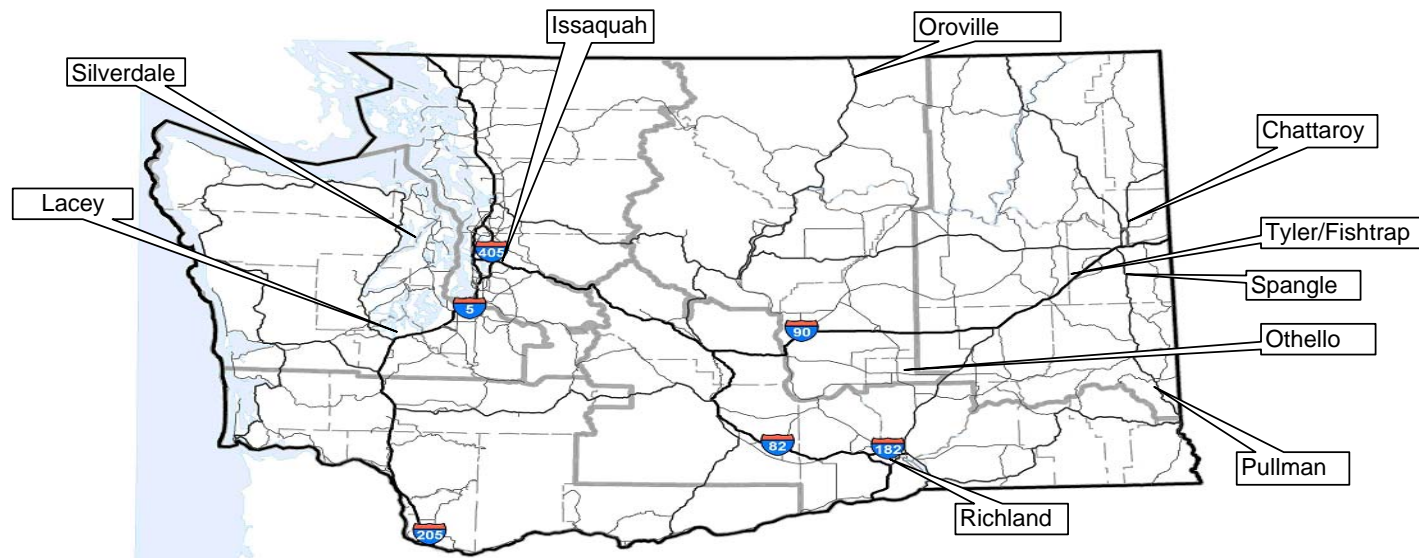 Issaquah
Oroville
Silverdale
Chattaroy
Lacey
Tyler/Fishtrap
405
Spangle
5
90
Othello
82
182
Pullman
Richland
205